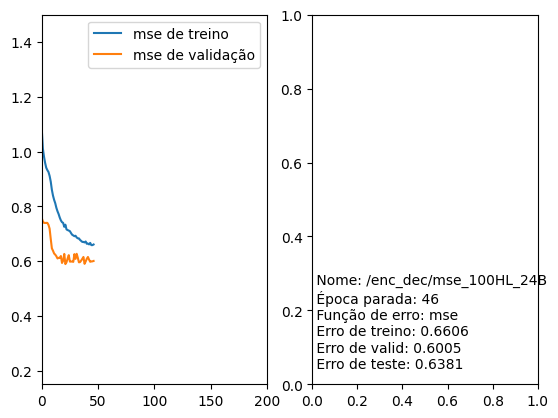 mse de treino
mse de validação
1.4
1.2
1.0
0.8
0.6
0.4
0.2
0 50 100 150 200
1.0
0.8
0.6
0.4
0.2
0.0
Nome: /enc_dec/mse_100HL_24B
Época parada: 46
Função de erro: mse
Erro de treino: 0.6606
Erro de valid: 0.6005
Erro de teste: 0.6381
0.0 0.2 0.4 0.6 0.8 1.0